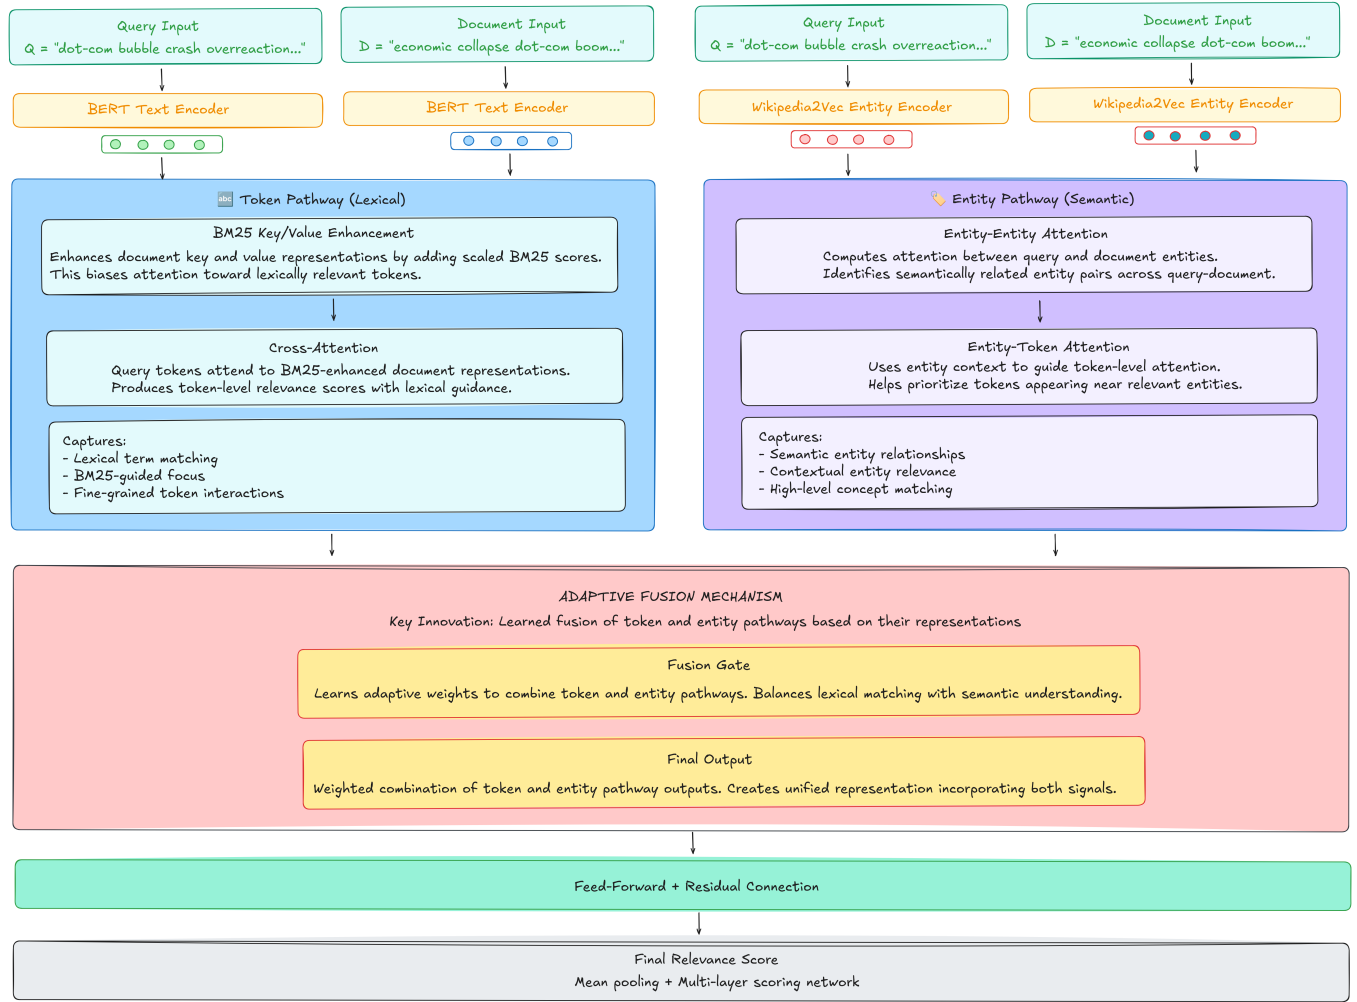 Query Input
Q = "dot-com bubble crash overreaction..."
Document Input
D = "economic collapse dot-com boom..."
Query Input
Q = "dot-com bubble crash overreaction..."
Document Input
D = "economic collapse dot-com boom..."
BERT Text Encoder
BERT Text Encoder
Wikipedia2Vec Entity Encoder
Wikipedia2Vec Entity Encoder
🔤 Token Pathway (Lexical)
BM25 Key/Value Enhancement
Enhances document key and value representations by adding scaled BM25 scores.
This biases attention toward lexically relevant tokens.
Cross-Attention
Query tokens attend to BM25-enhanced document representations.
Produces token-level relevance scores with lexical guidance.
Captures:
- Lexical term matching
- BM25-guided focus
- Fine-grained token interactions
🏷️ Entity Pathway (Semantic)
Entity-Entity Attention
Computes attention between query and document entities.
Identifies semantically related entity pairs across query-document.
Entity-Token Attention
Uses entity context to guide token-level attention.
Helps prioritize tokens appearing near relevant entities.
Captures:
- Semantic entity relationships
- Contextual entity relevance
- High-level concept matching
ADAPTIVE FUSION MECHANISM
Key Innovation: Learned fusion of token and entity pathways based on their representations
Fusion Gate
Learns adaptive weights to combine token and entity pathways. Balances lexical matching with semantic understanding.
Final Output
Weighted combination of token and entity pathway outputs. Creates unified representation incorporating both signals.
Feed-Forward + Residual Connection
Final Relevance Score
Mean pooling + Multi-layer scoring network